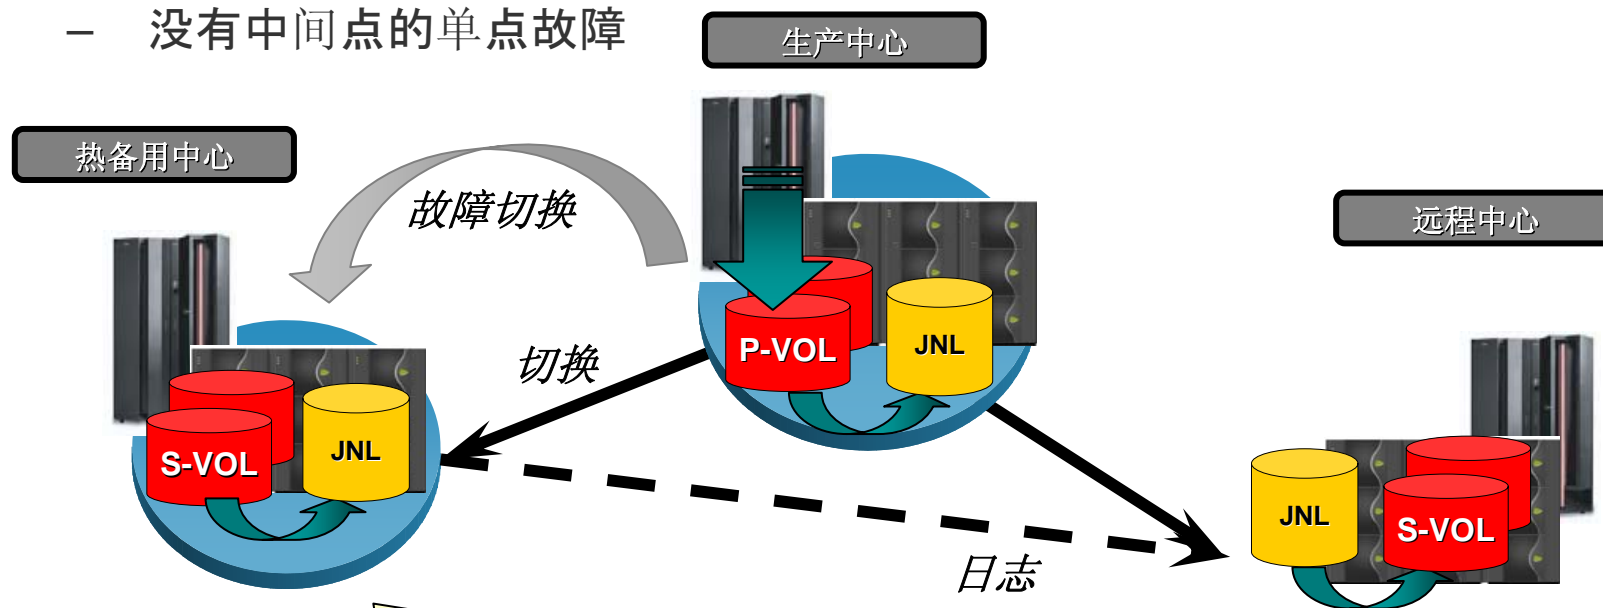 – 没有中间点的单点故障
生产中心
热备用中心
故障切换
远程中心
切换
P-VOL
JNL
S-VOL
JNL
JNL
S-VOL
日志